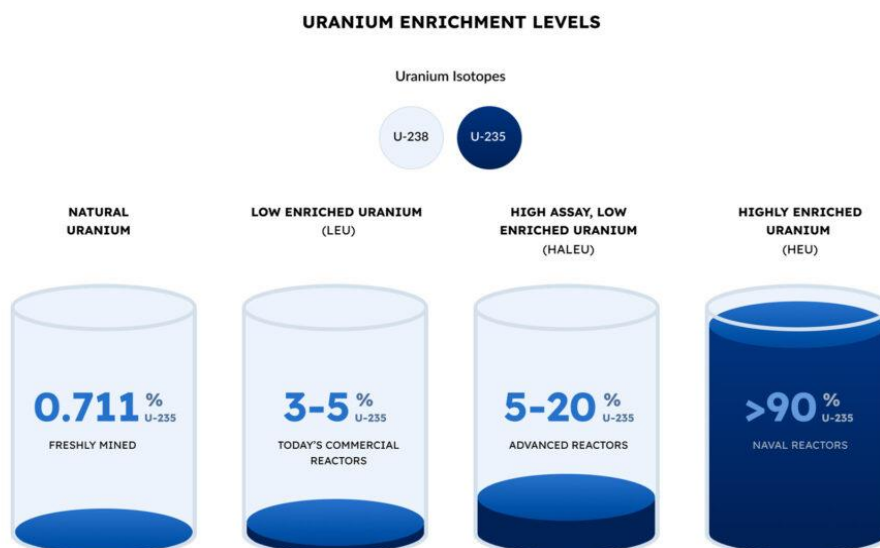 URANIUM ENRICHMENT LEVELS
Uranium Isotopes
U-238
U-235
NATURAL
URANIUM
LOW ENRICHED URANIUM
(LEU)
HIGH ASSAY, LOW
ENRICHED URANIUM
(HALEU)
HIGHLY ENRICHED
URANIUM
(HEU)
0.711 % U-235
FRESHLY MINED
3-5 % U-235
TODAY'S COMMERCIAL
REACTORS
5-20 % U-235
ADVANCED REACTORS
>90 % U-235
NAVAL REACTORS